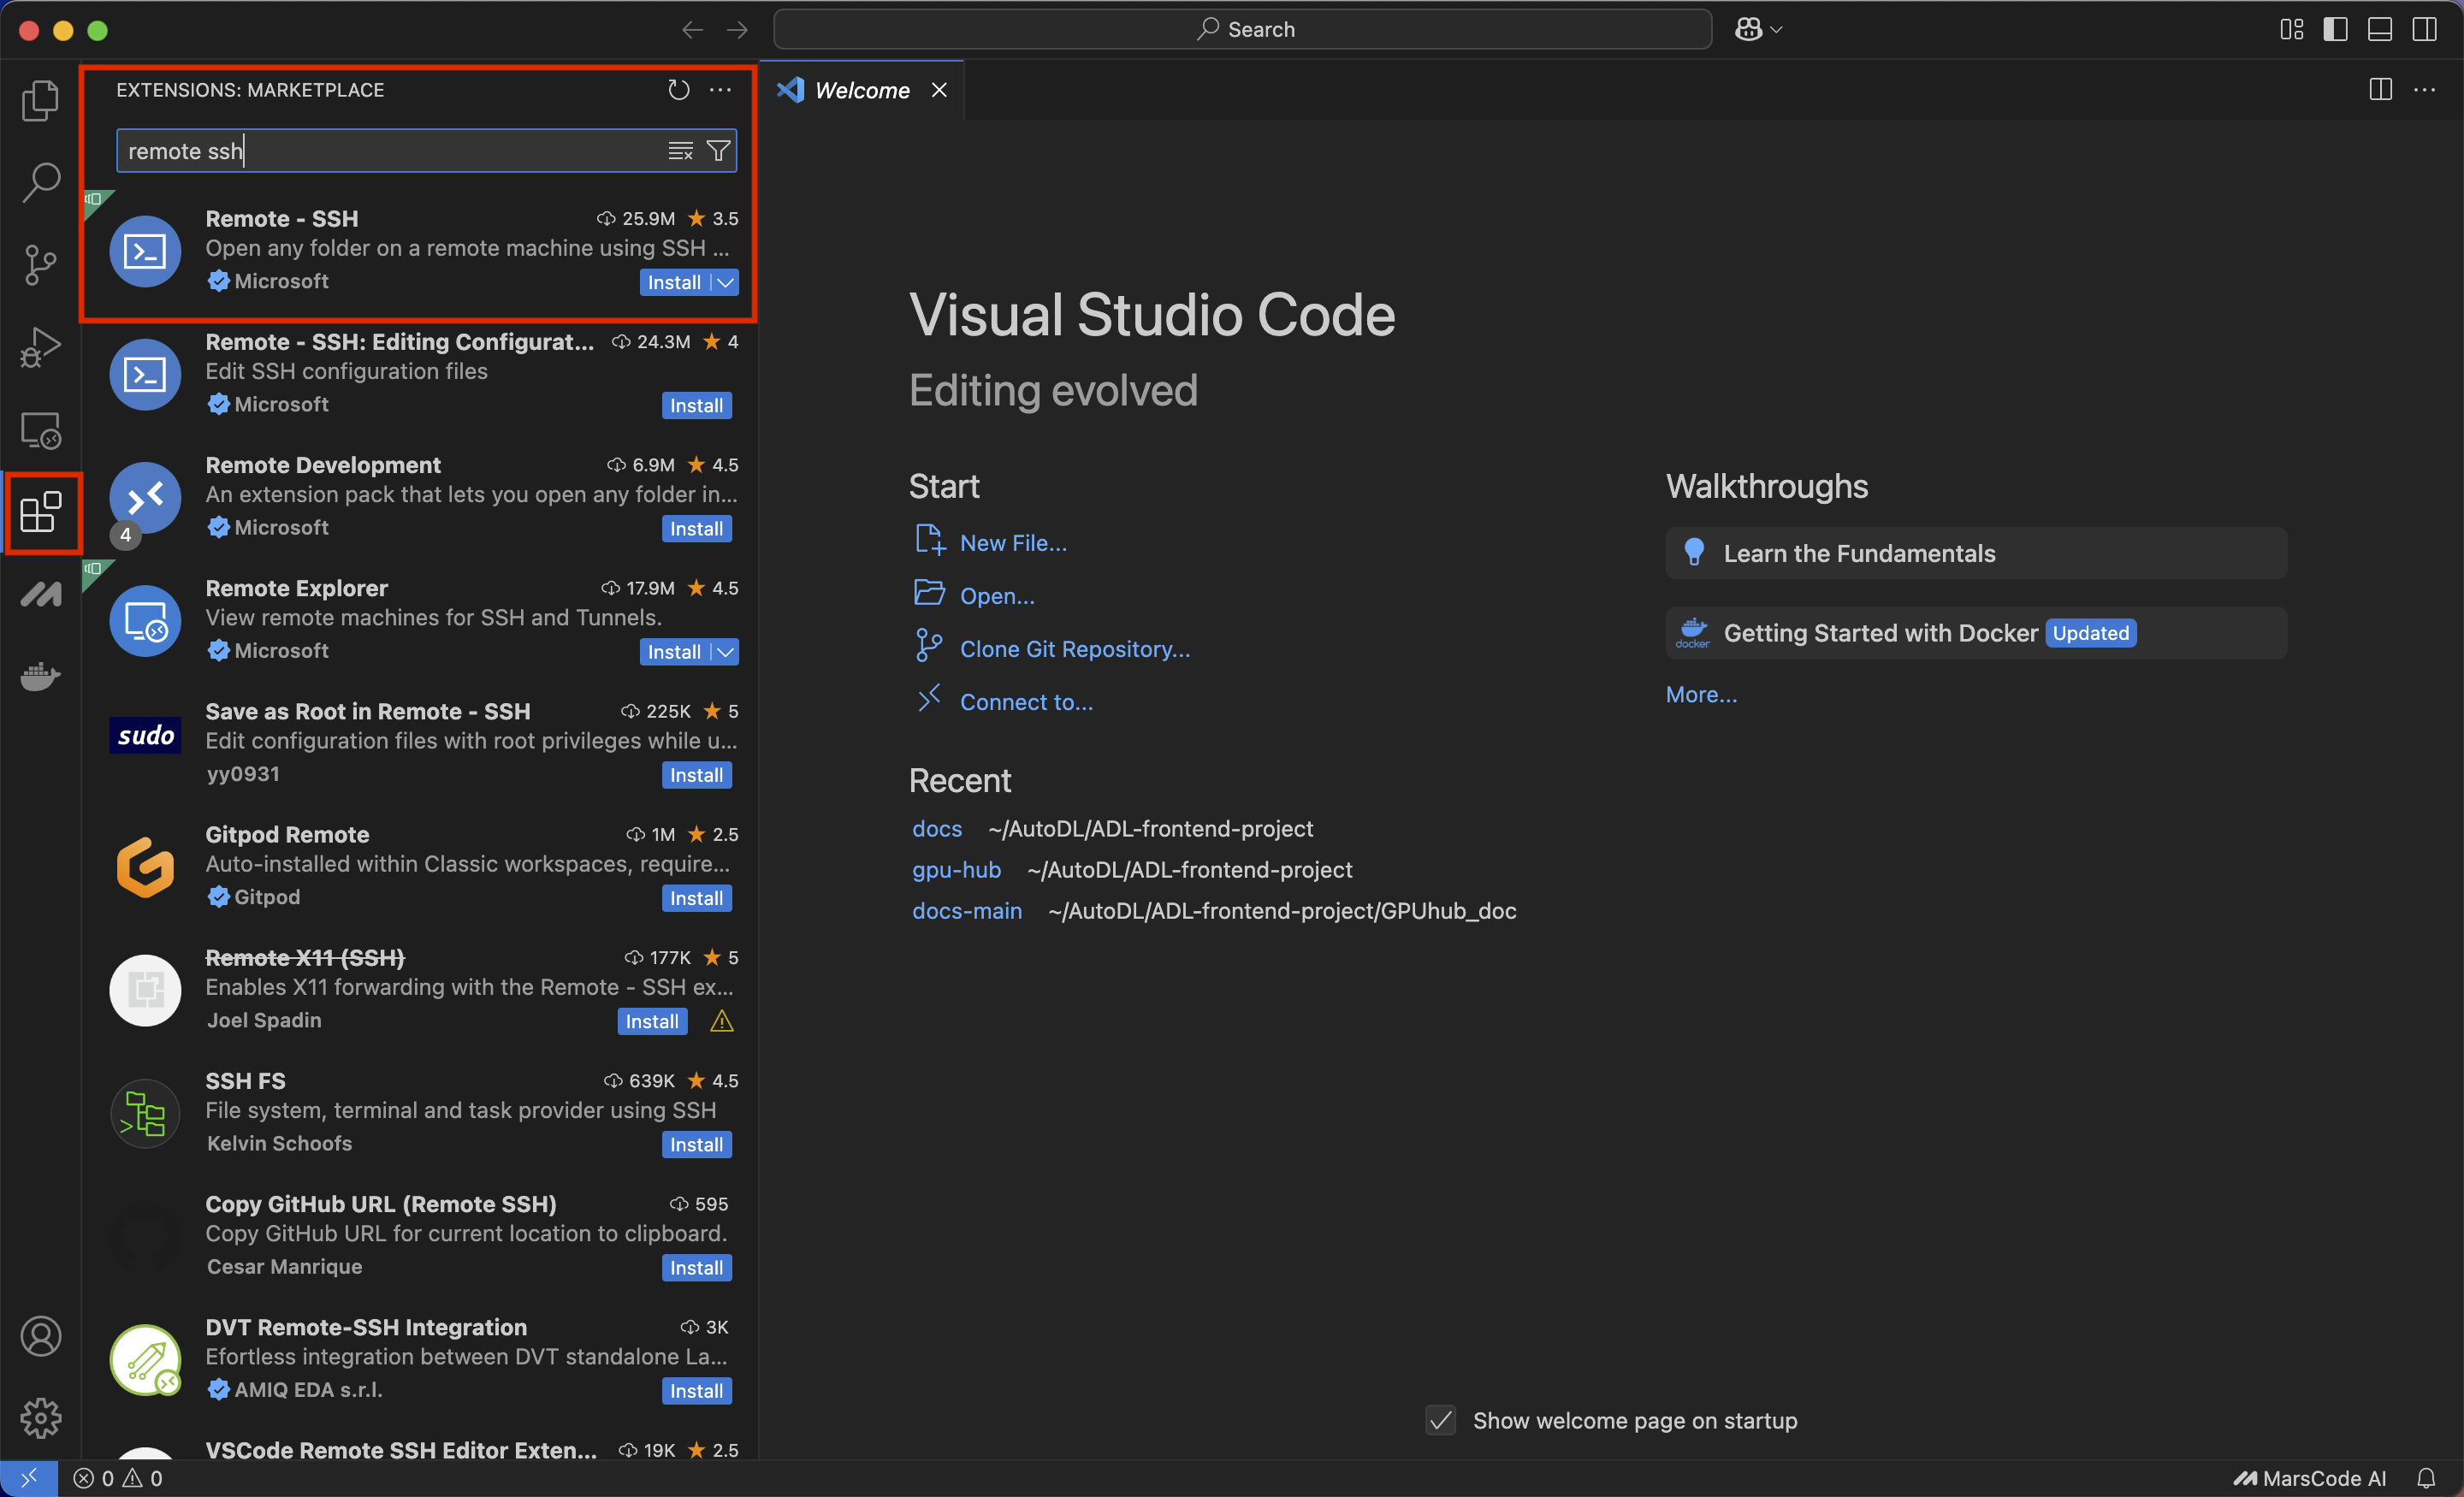 Search
EXTENSIONS: MARKETPLACE
remote ssh
Remote - SSH 25.9M 3.5
Open any folder on a remote machine using SSH ...
Microsoft Install
Remote - SSH: Editing Configurat... 24.3M 4
Edit SSH configuration files
Microsoft Install
Remote Development 6.9M 4.5
An extension pack that lets you open any folder in...
4 Microsoft Install
Remote Explorer 17.9M 4.5
View remote machines for SSH and Tunnels.
Microsoft Install
sudo
Save as Root in Remote - SSH 225K 5
Edit configuration files with root privileges while u...
yy0931 Install
Gitpod Remote 1M 2.5
Auto-installed within Classic workspaces, require...
Gitpod Install
Remote X11 (SSH) 177K 5
Enables X11 forwarding with the Remote - SSH ex...
Joel Spadin Install
SSH FS 639K 4.5
File system, terminal and task provider using SSH
Kelvin Schoofs Install
Copy GitHub URL (Remote SSH) 595
Copy GitHub URL for current location to clipboard.
Cesar Manrique Install
DVT Remote-SSH Integration 3K
Efortless integration between DVT standalone La...
AMIQ EDA s.r.l. Install
VSCode Remote SSH Editor Exten... 19K 2.5
Welcome
Visual Studio Code
Editing evolved
Start
New File...
Open...
Clone Git Repository...
Connect to...
Recent
docs ~/AutoDL/ADL-frontend-project
gpu-hub ~/AutoDL/ADL-frontend-project
docs-main ~/AutoDL/ADL-frontend-project/GPUhub_doc
Walkthroughs
Learn the Fundamentals
docker Getting Started with Docker Updated
More...
Show welcome page on startup
0 0
MarsCode AI